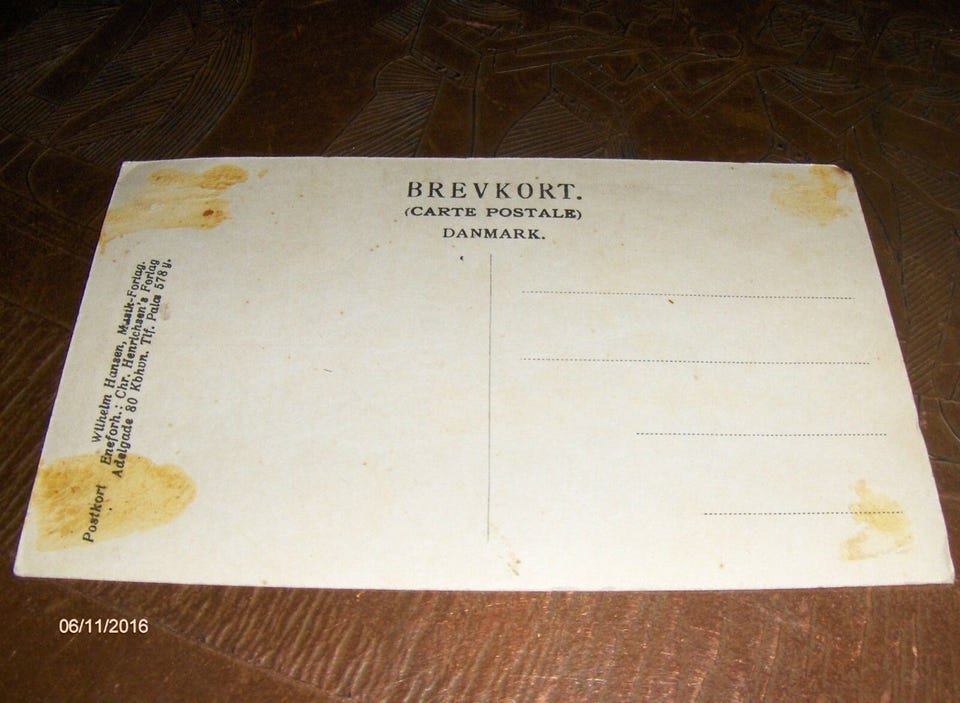 BREVKORT.
(CARTE POSTALE)
DANMARK.
Postkort Wilhelm Hansen, Musik-Forlag.
Eneforh.: Chr. Henrichsen's Forlag
Adelgade 80 Kbhvn. Tlf. Palæ 578 y.
06/11/2016